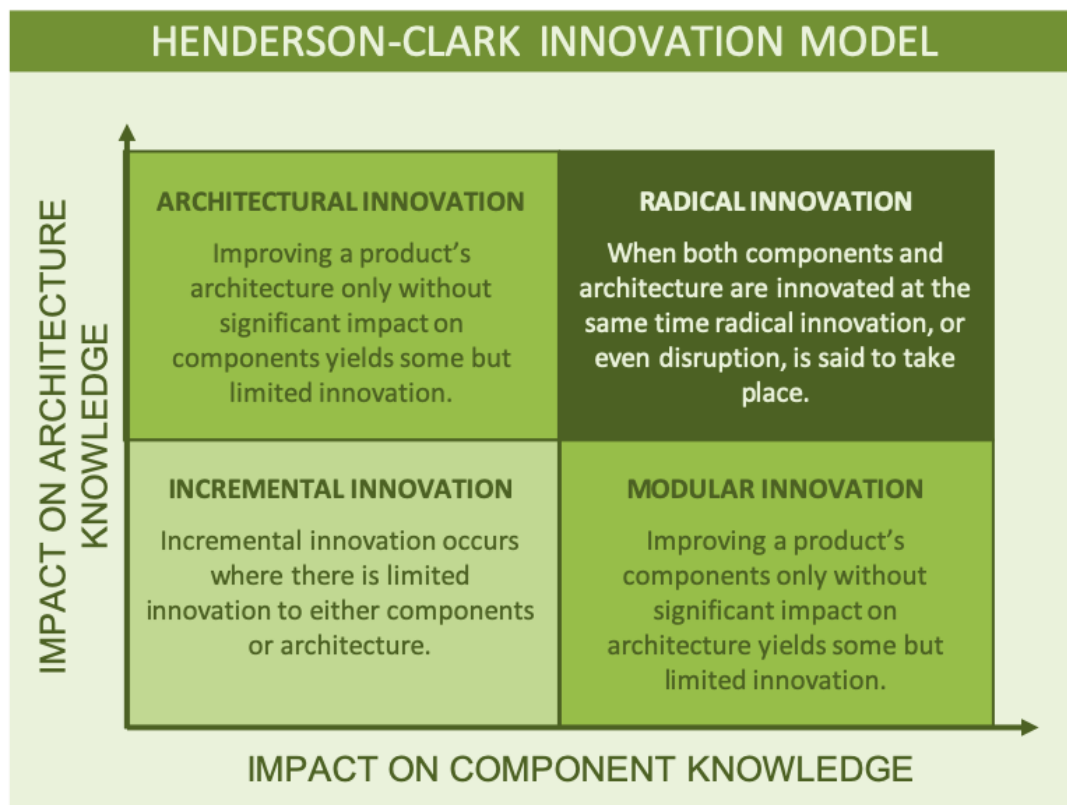 HENDERSON-CLARK INNOVATION MODEL
IMPACT ON ARCHITECTURE
KNOWLEDGE
ARCHITECTURAL INNOVATION
Improving a product’s
architecture only without
significant impact on
components yields some but
limited innovation.
RADICAL INNOVATION
When both components and
architecture are innovated at the
same time radical innovation, or
even disruption, is said to take
place.
INCREMENTAL INNOVATION
Incremental innovation occurs
where there is limited
innovation to either components
or architecture.
MODULAR INNOVATION
Improving a product’s
components only without
significant impact on
architecture yields some but
limited innovation.
IMPACT ON COMPONENT KNOWLEDGE